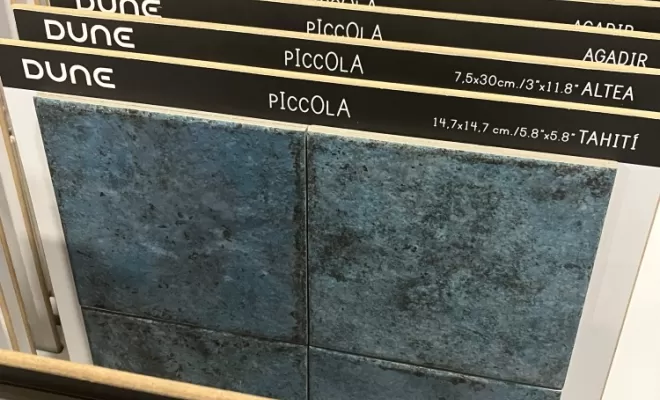 DUNE
PICCOLA AGADIR
DUNE PICCOLA AGADIR
DUNE PICCOLA 7,5x30cm./3"x11.8" ALTEA
DUNE PICCOLA 14,7x14,7 cm./5.8"x5.8" TAHITÍ